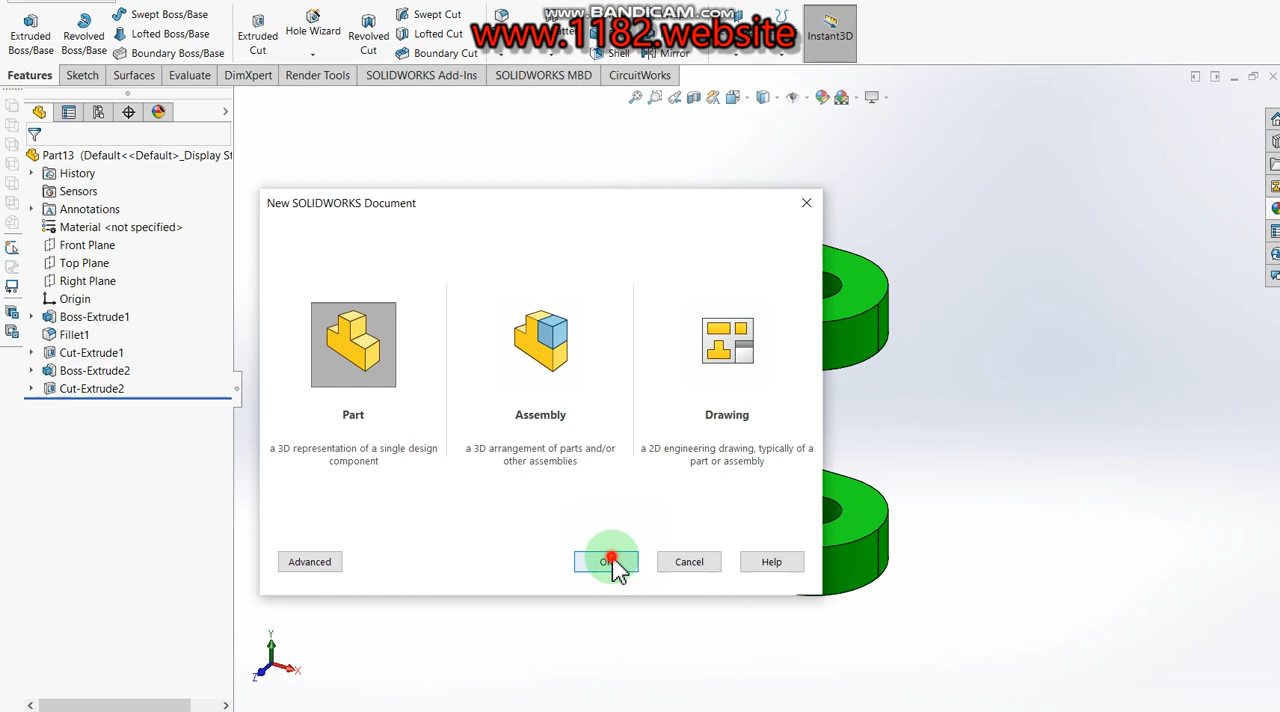 www.BANDICAM.com
www.1182.website
Extruded Boss/Base
Revolved Boss/Base
Swept Boss/Base
Lofted Boss/Base
Boundary Boss/Base
Extruded Cut
Hole Wizard
Revolved Cut
Swept Cut
Lofted Cut
Boundary Cut
Shell
Mirror
Instant3D
Features
Sketch
Surfaces
Evaluate
DimXpert
Render Tools
SOLIDWORKS Add-Ins
SOLIDWORKS MBD
CircuitWorks
Part13 (Default<<Default>_Display St
History
Sensors
Annotations
Material <not specified>
Front Plane
Top Plane
Right Plane
Origin
Boss-Extrude1
Fillet1
Cut-Extrude1
Boss-Extrude2
Cut-Extrude2
New SOLIDWORKS Document
Part
a 3D representation of a single design
component
Assembly
a 3D arrangement of parts and/or
other assemblies
Drawing
a 2D engineering drawing, typically of a
part or assembly
Advanced
Cancel
Help
Y
X
Z